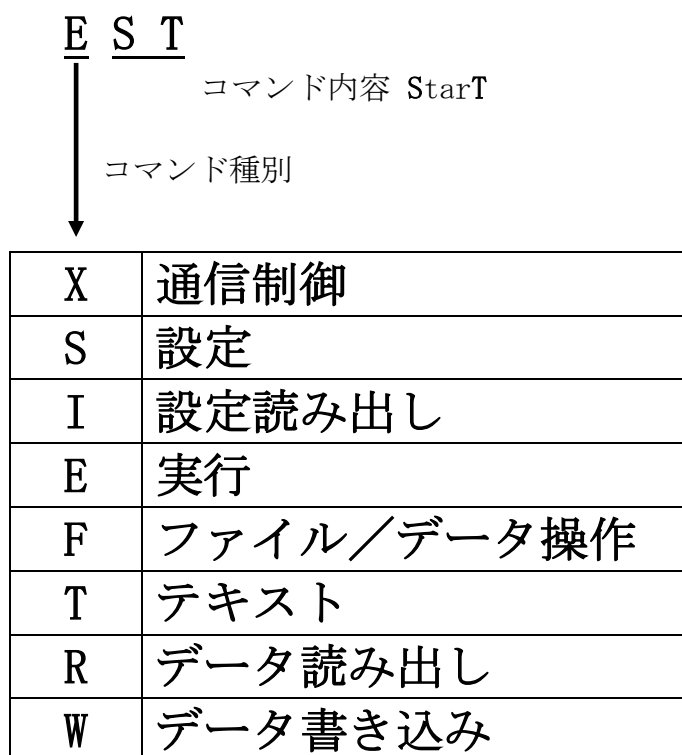 E S T
コマンド内容 StarT
コマンド種別
X 通信制御
S 設定
I 設定読み出し
E 実行
F ファイル／データ操作
T テキスト
R データ読み出し
W データ書き込み